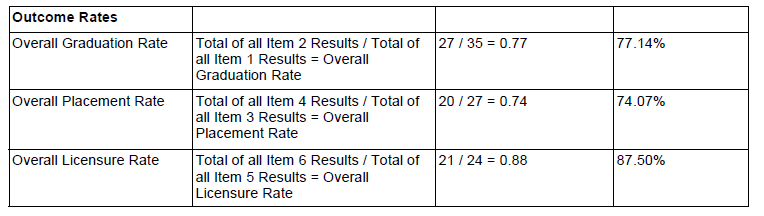 Outcome Rates
Overall Graduation Rate
Total of all Item 2 Results / Total of
all Item 1 Results = Overall
Graduation Rate
27 / 35 = 0.77
77.14%
Overall Placement Rate
Total of all Item 4 Results / Total of
all Item 3 Results = Overall
Placement Rate
20 / 27 = 0.74
74.07%
Overall Licensure Rate
Total of all Item 6 Results / Total of
all Item 5 Results = Overall
Licensure Rate
21 / 24 = 0.88
87.50%